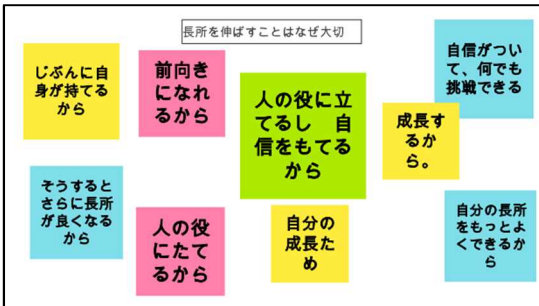 長所を伸ばすことはなぜ大切
じぶんに自
身が持てる
から
前向き
になれ
るから
人の役に立
てるし　自
信をもてる
から
成長す
るか
ら。
自信がつい
て、何でも
挑戦できる
そうすると
さらに長所
が良くなる
から
人の役
にたて
るから
自分の
成長た
め
自分の長所
をもっとよ
くできるか
ら